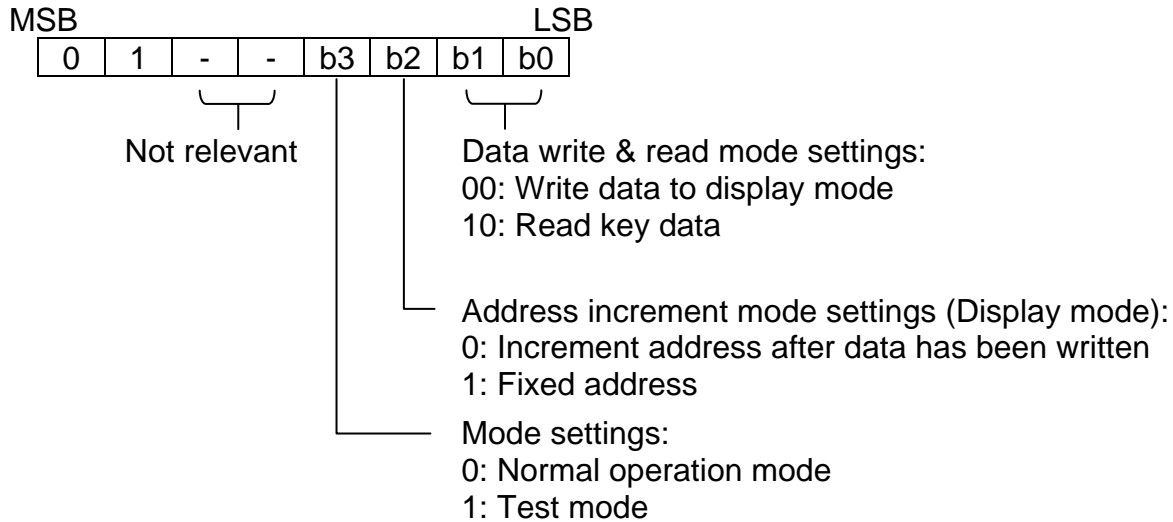 MSB LSB
0 1 - - b3 b2 b1 b0
Not relevant
Data write & read mode settings:
00: Write data to display mode
10: Read key data
Address increment mode settings (Display mode):
0: Increment address after data has been written
1: Fixed address
Mode settings:
0: Normal operation mode
1: Test mode